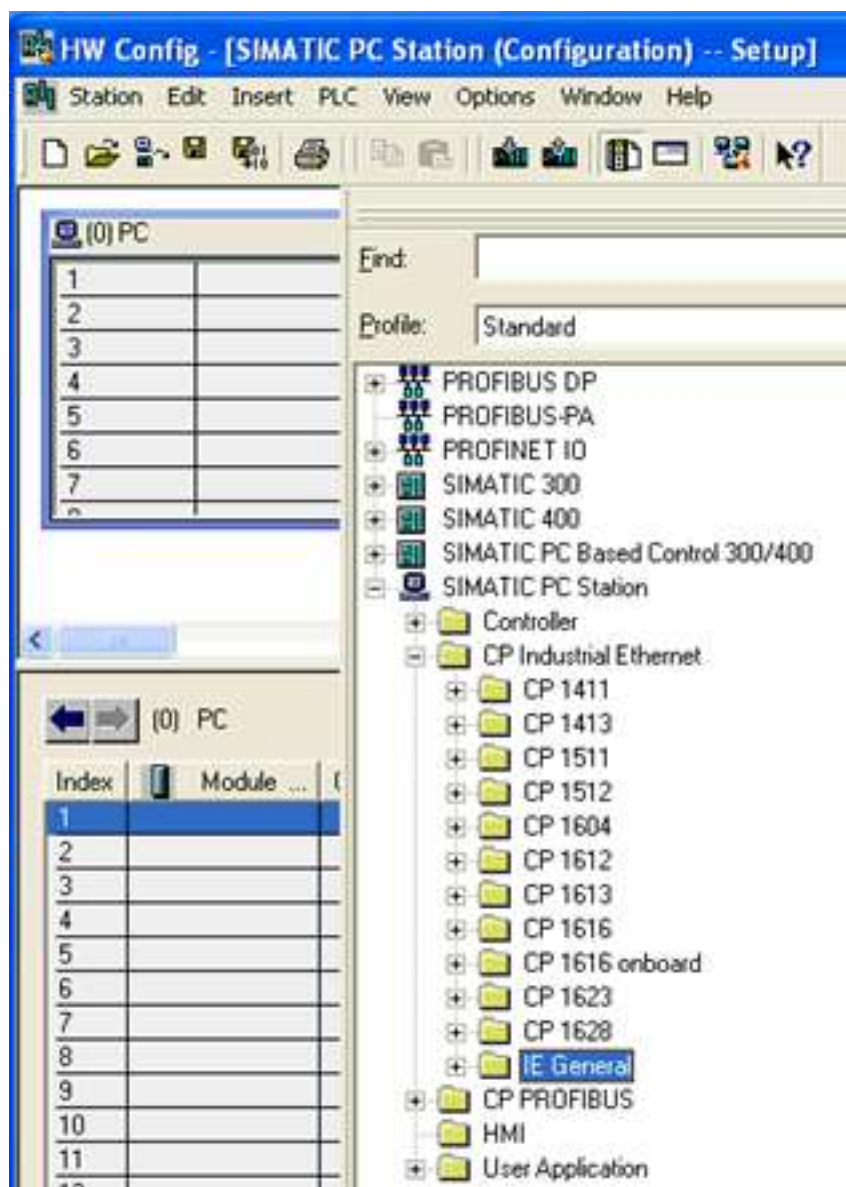 HW Config - [SIMATIC PC Station (Configuration) -- Setup]
Station Edit Insert PLC View Options Window Help
(0) PC
1
2
3
4
5
6
7
Find:
Profile: Standard
PROFIBUS DP
PROFIBUS-PA
PROFINET IO
SIMATIC 300
SIMATIC 400
SIMATIC PC Based Control 300/400
SIMATIC PC Station
Controller
CP Industrial Ethernet
CP 1411
CP 1413
CP 1511
CP 1512
CP 1604
CP 1612
CP 1613
CP 1616
CP 1616 onboard
CP 1623
CP 1628
IE General
CP PROFIBUS
HMI
User Application
(0) PC
Index Module ...
1
2
3
4
5
6
7
8
9
10
11